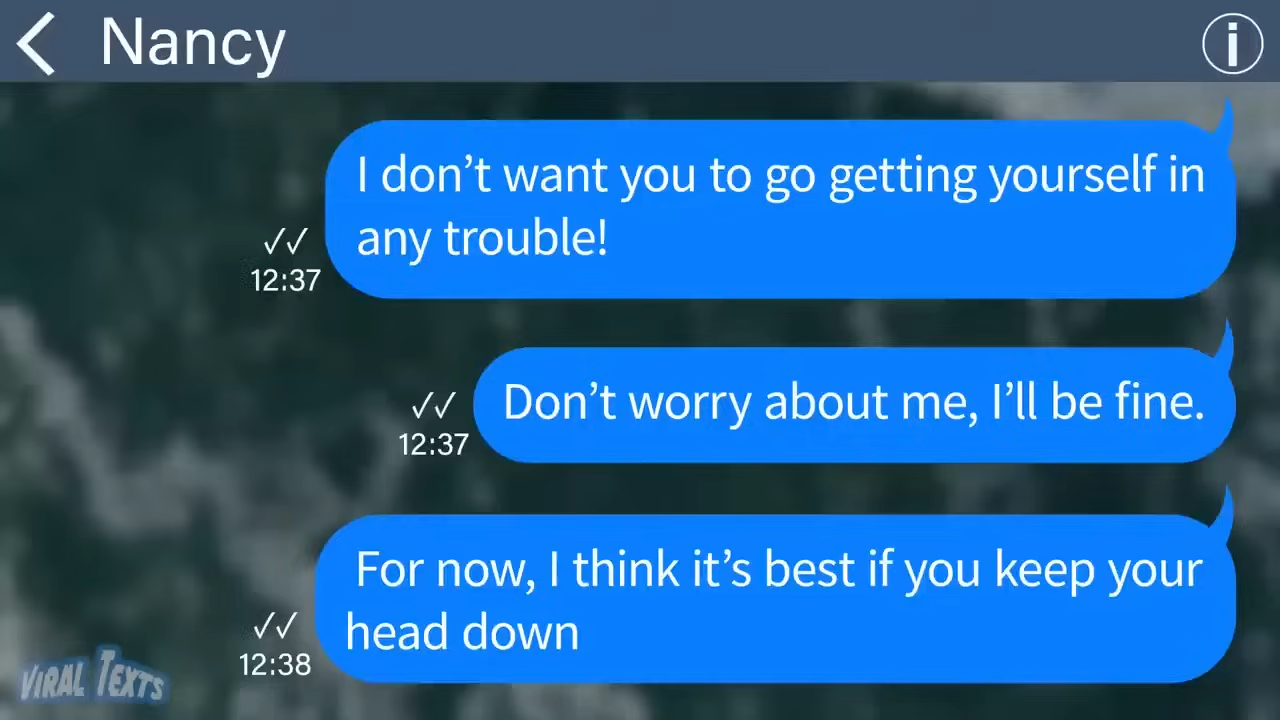 Nancy
I don’t want you to go getting yourself in
any trouble!
12:37
Don’t worry about me, I’ll be fine.
12:37
For now, I think it’s best if you keep your
head down
12:38
VIRAL TEXTS